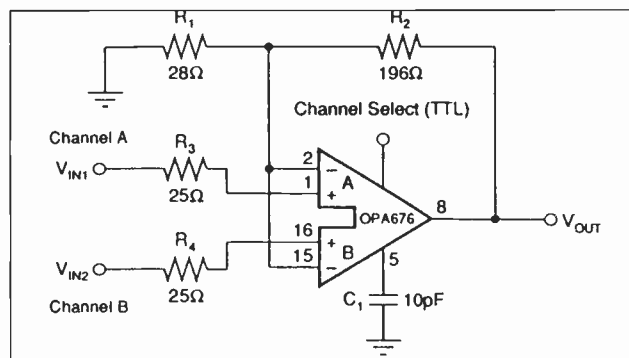 R1
R2
28Ω
196Ω
Channel Select (TTL)
Channel A
VIN1
R3
25Ω
2
−
1
+
A
OPA676
8
VOUT
16
+
15
−
B
5
R4
VIN2
25Ω
Channel B
C1
10pF